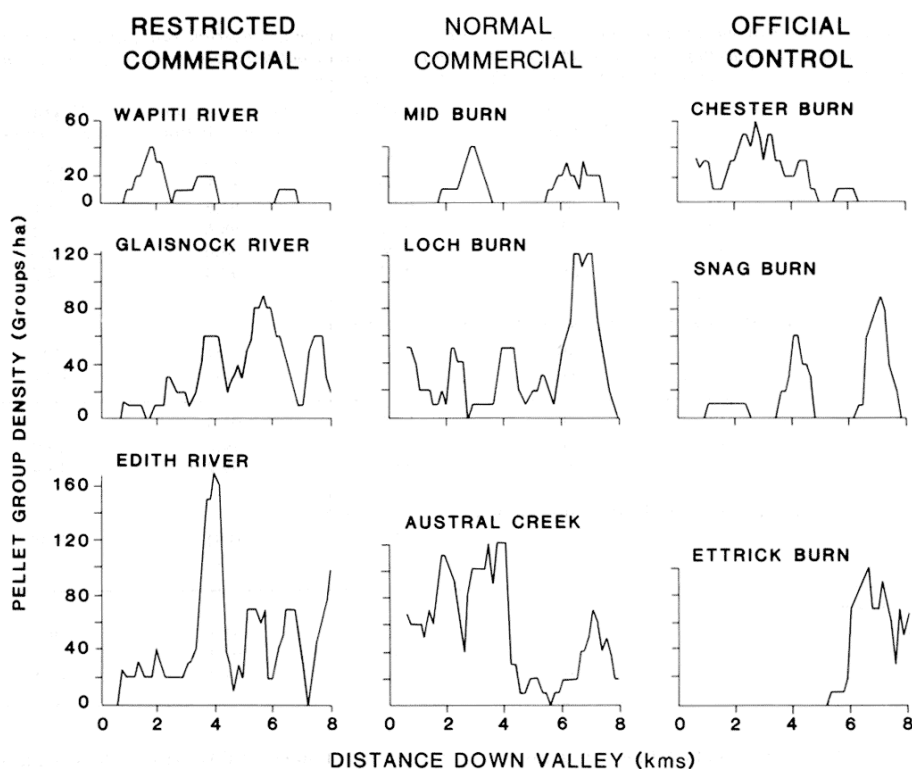 RESTRICTED COMMERCIAL
NORMAL COMMERCIAL
OFFICIAL CONTROL
WAPITI RIVER
MID BURN
CHESTER BURN
60
20
0
GLAISNOCK RIVER
LOCH BURN
SNAG BURN
120
80
40
0
EDITH RIVER
AUSTRAL CREEK
ETTRICK BURN
160
120
80
40
0
PELLET GROUP DENSITY (Groups/ha)
0 2 4 6 8
0 2 4 6 8
0 2 4 6 8
DISTANCE DOWN VALLEY (kms)